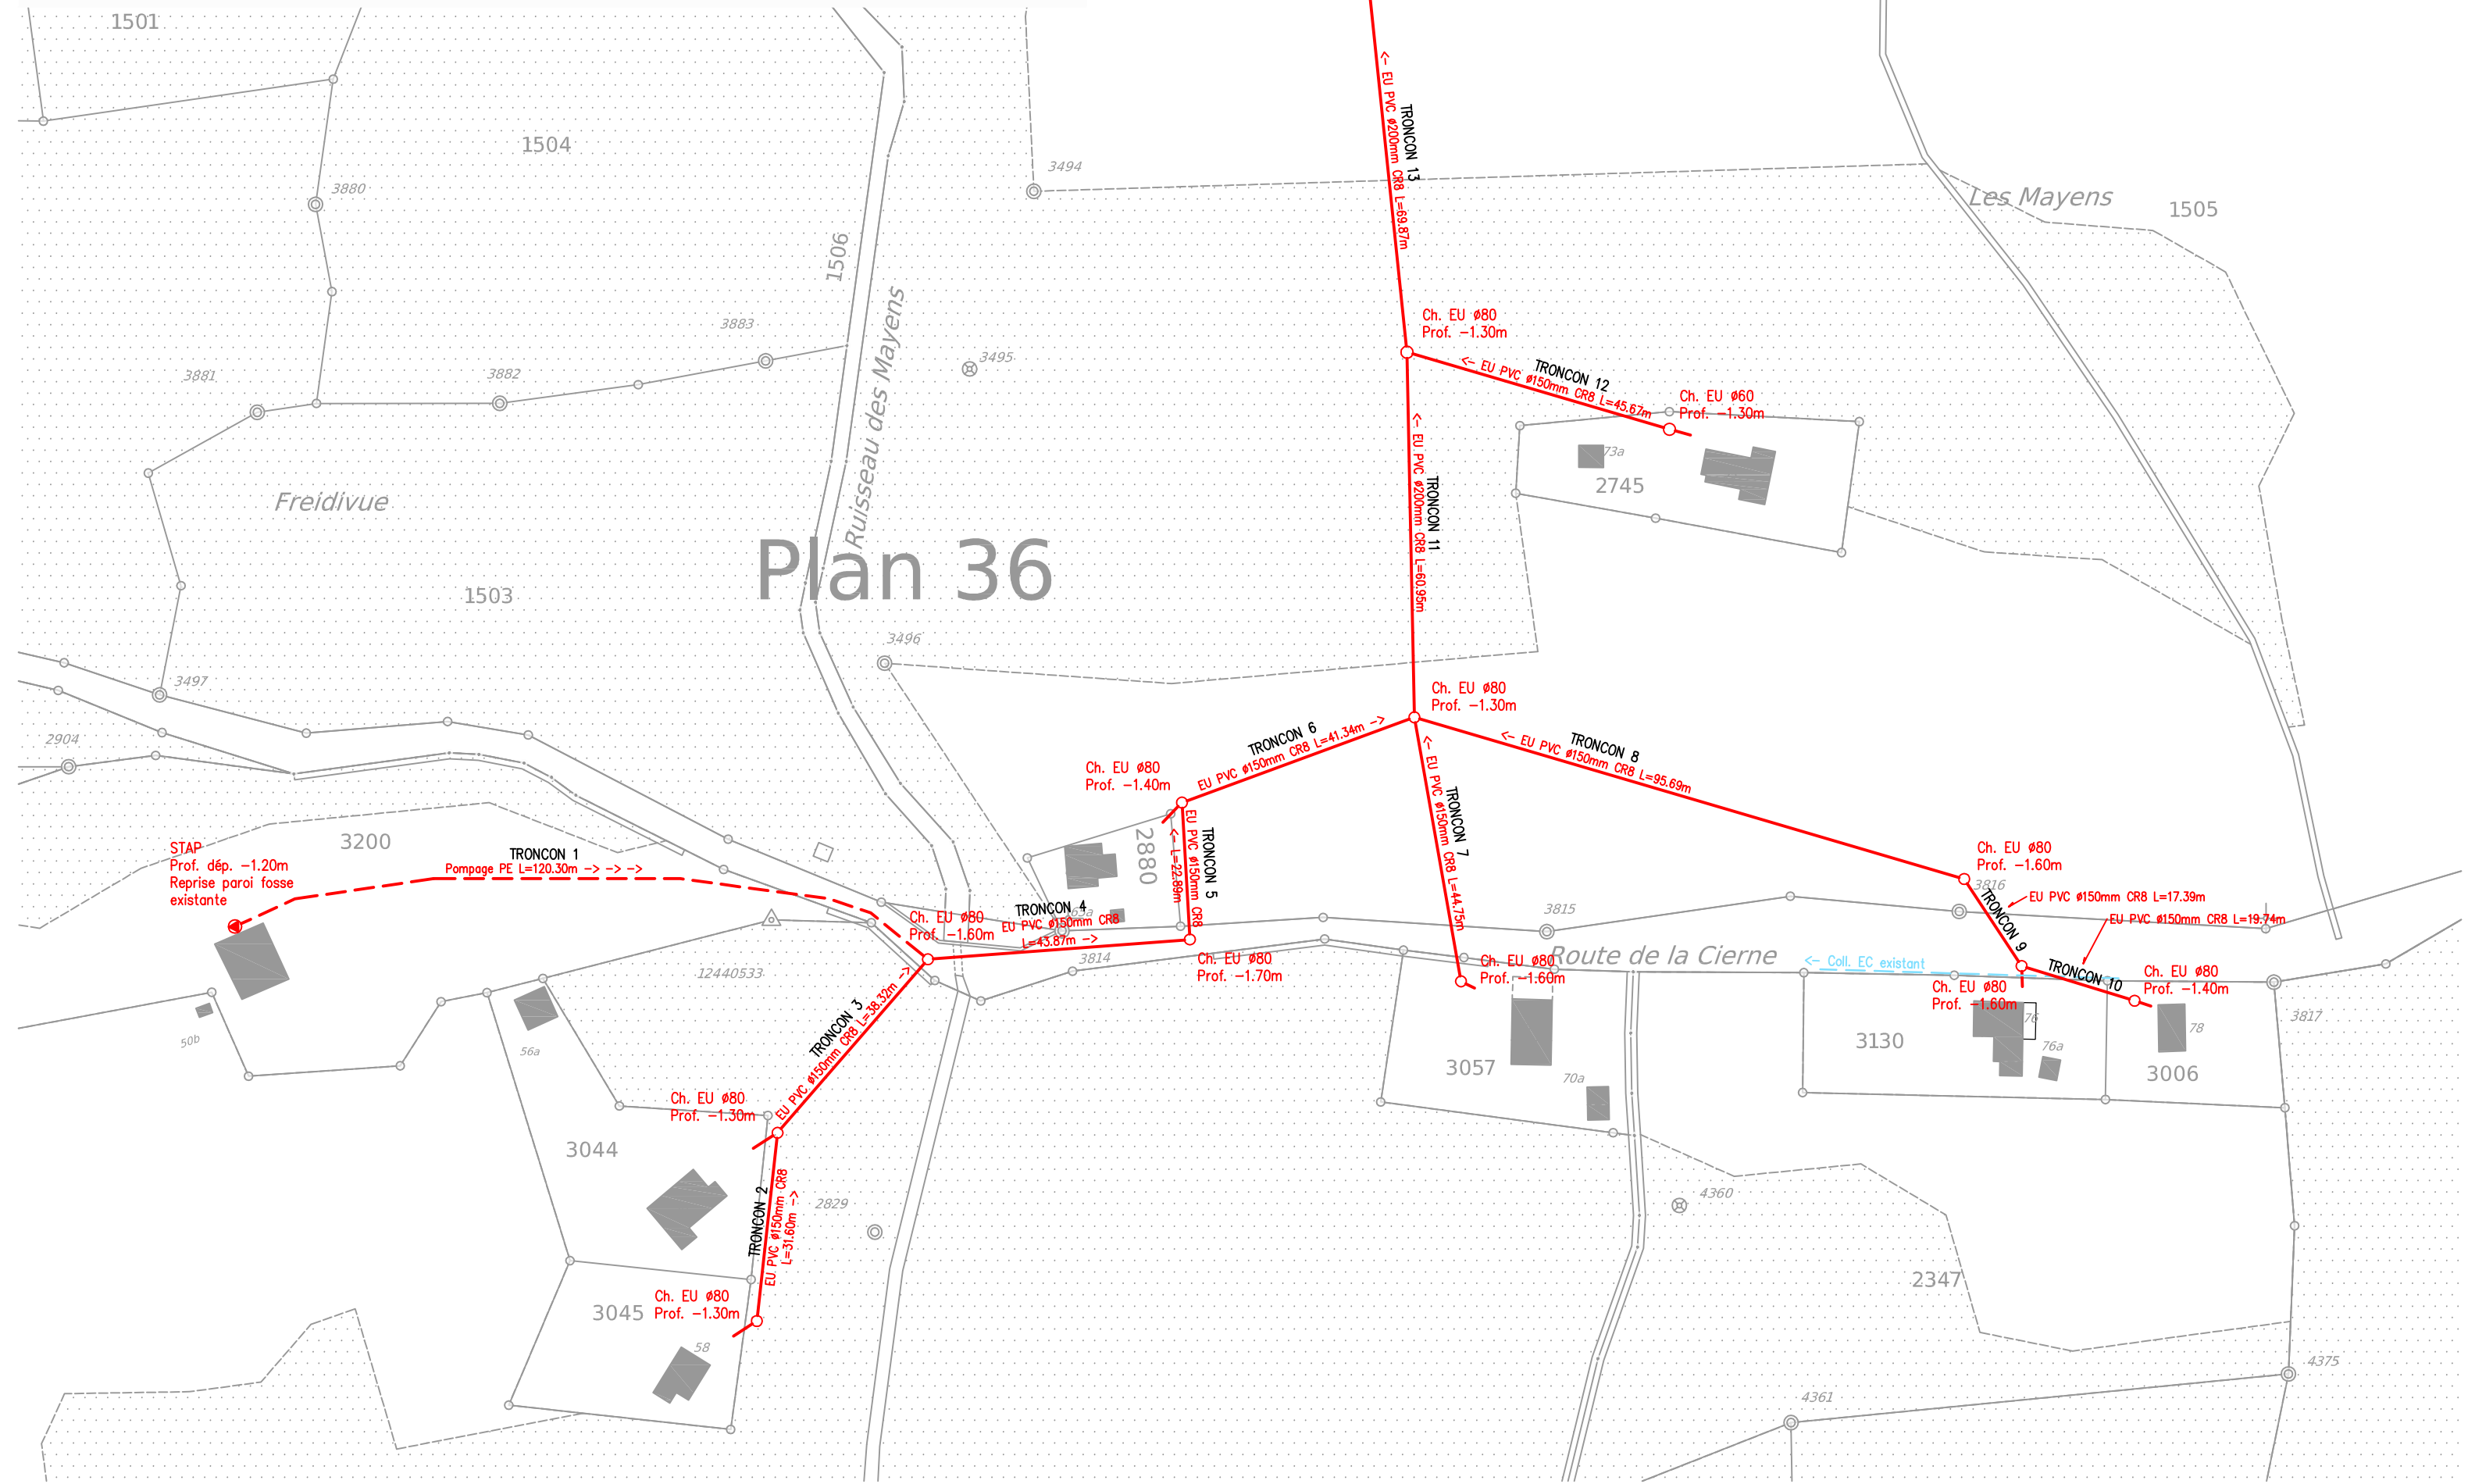 1501
1504
3880
3494
Les Mayens
1505
1506
3883
3881
3882
3495
Ruisseau des Mayens
<- EU PVC ø200mm CR8 L=69.87m
TRONCON 13
Ch. EU ø80
Prof. -1.30m
TRONCON 12
<- EU PVC ø150mm CR8 L=45.67m
Ch. EU ø60
Prof. -1.30m
73a
2745
Freidivue
Plan 36
1503
<- EU PVC ø200mm CR8 L=60.95m
TRONCON 11
3496
3497
2904
Ch. EU ø80
Prof. -1.30m
TRONCON 6
EU PVC ø150mm CR8 L=41.34m ->
TRONCON 8
<- EU PVC ø150mm CR8 L=95.69m
Ch. EU ø80
Prof. -1.40m
TRONCON 7
<- EU PVC ø150mm CR8 L=44.75m
3200
STAP
Prof. dép. -1.20m
Reprise paroi fosse
existante
TRONCON 1
Pompage PE L=120.30m -> -> ->
2880
TRONCON 5
EU PVC ø150mm CR8
<- L=22.89m
Ch. EU ø80
Prof. -1.60m
3816
TRONCON 9
EU PVC ø150mm CR8 L=17.39m
EU PVC ø150mm CR8 L=19.74m
Ch. EU ø80
Prof. -1.60m
TRONCON 4
65a
EU PVC ø150mm CR8
L=43.87m ->
3815
Route de la Cierne
3814
Ch. EU ø80
Prof. -1.70m
Ch. EU ø80
Prof. -1.60m
<- Coll. EC existant
TRONCON 10
Ch. EU ø80
Prof. -1.40m
Ch. EU ø80
Prof. -1.60m
12440533
TRONCON 3
EU PVC ø150mm CR8 L=38.32m ->
50b
56a
3057
70a
3130
76
76a
78
3006
3817
Ch. EU ø80
Prof. -1.30m
3044
TRONCON 2
EU PVC ø150mm CR8
L=31.60m ->
2829
4360
2347
Ch. EU ø80
Prof. -1.30m
3045
58
4375
4361